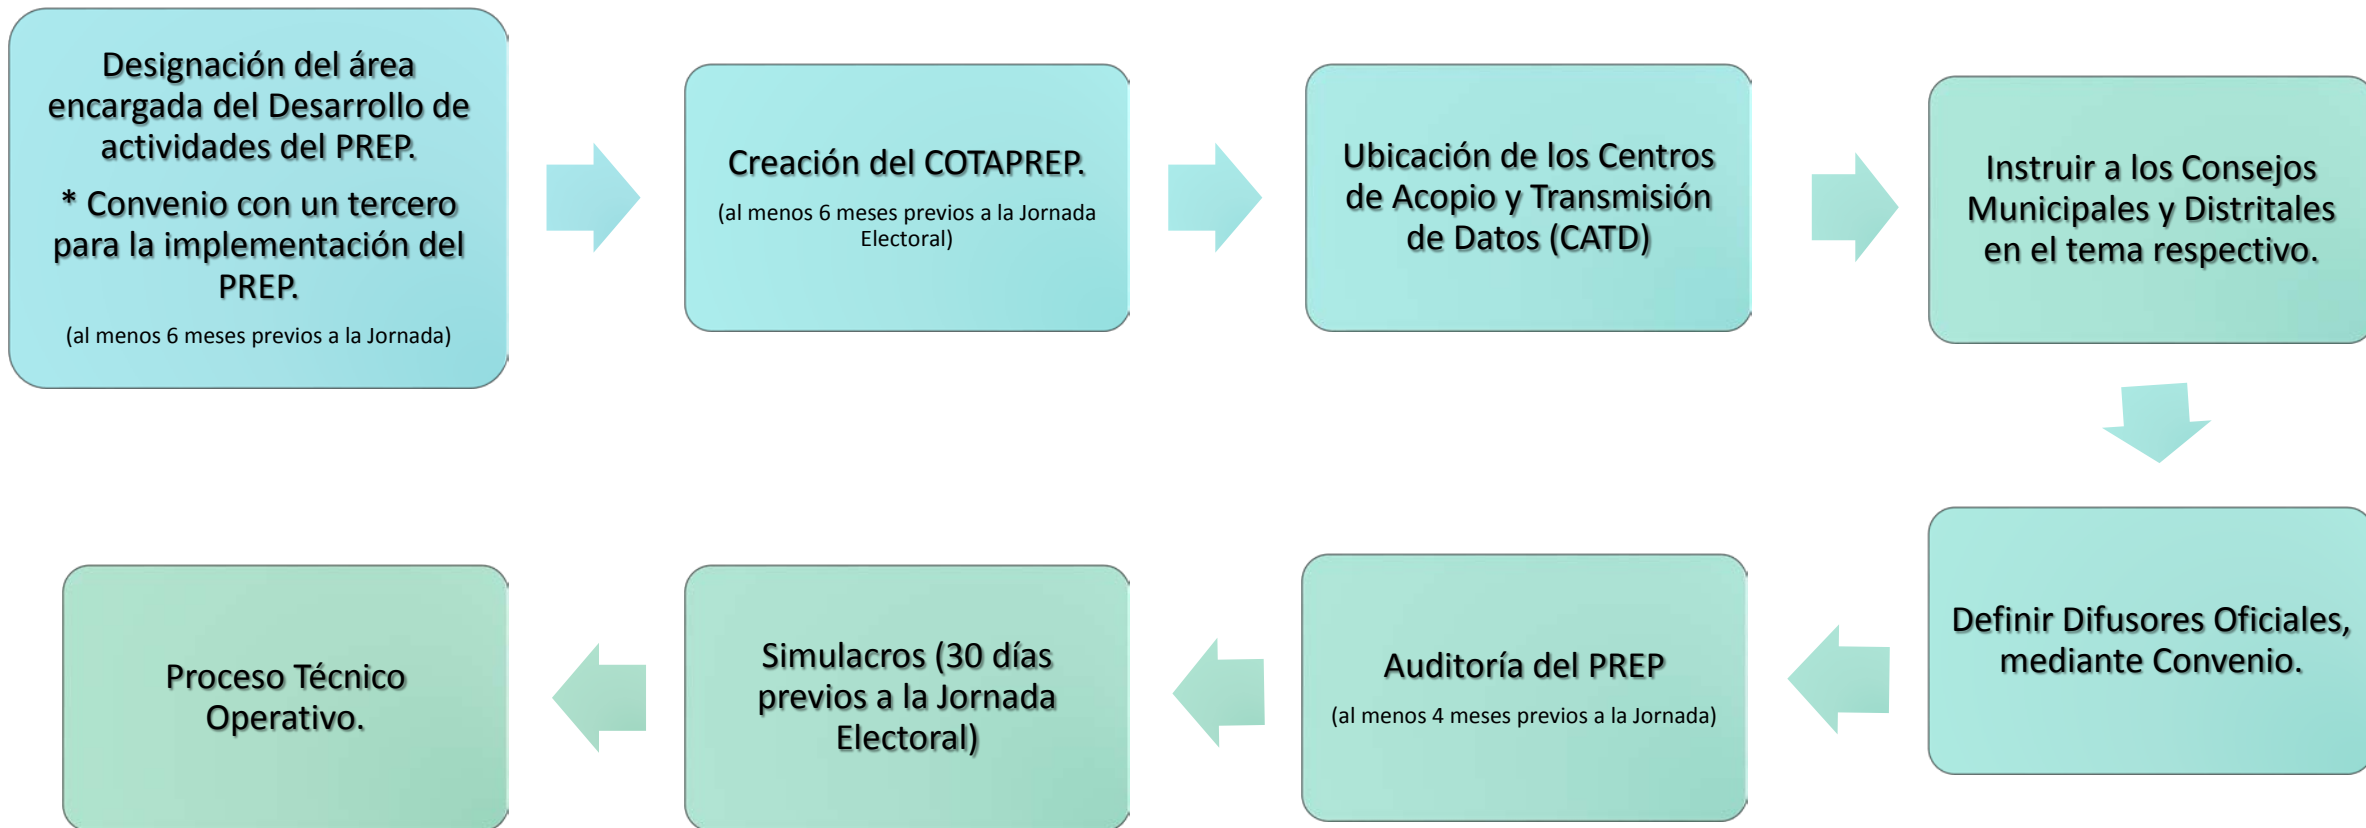 Designación del área
encargada del Desarrollo de
actividades del PREP.
* Convenio con un tercero
para la implementación del
PREP.
(al menos 6 meses previos a la Jornada)
Creación del COTAPREP.
(al menos 6 meses previos a la Jornada
Electoral)
Ubicación de los Centros
de Acopio y Transmisión
de Datos (CATD)
Instruir a los Consejos
Municipales y Distritales
en el tema respectivo.
Definir Difusores Oficiales,
mediante Convenio.
Auditoría del PREP
(al menos 4 meses previos a la Jornada)
Simulacros (30 días
previos a la Jornada
Electoral)
Proceso Técnico
Operativo.